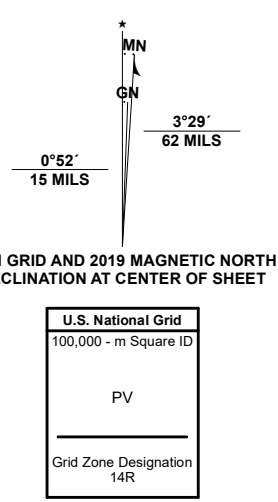 ★
MN
GN
3°29´
62 MILS
0°52´
15 MILS
GRID AND 2019 MAGNETIC NORTH
CLINATION AT CENTER OF SHEET
U.S. National Grid
100,000 - m Square ID
PV
Grid Zone Designation
14R